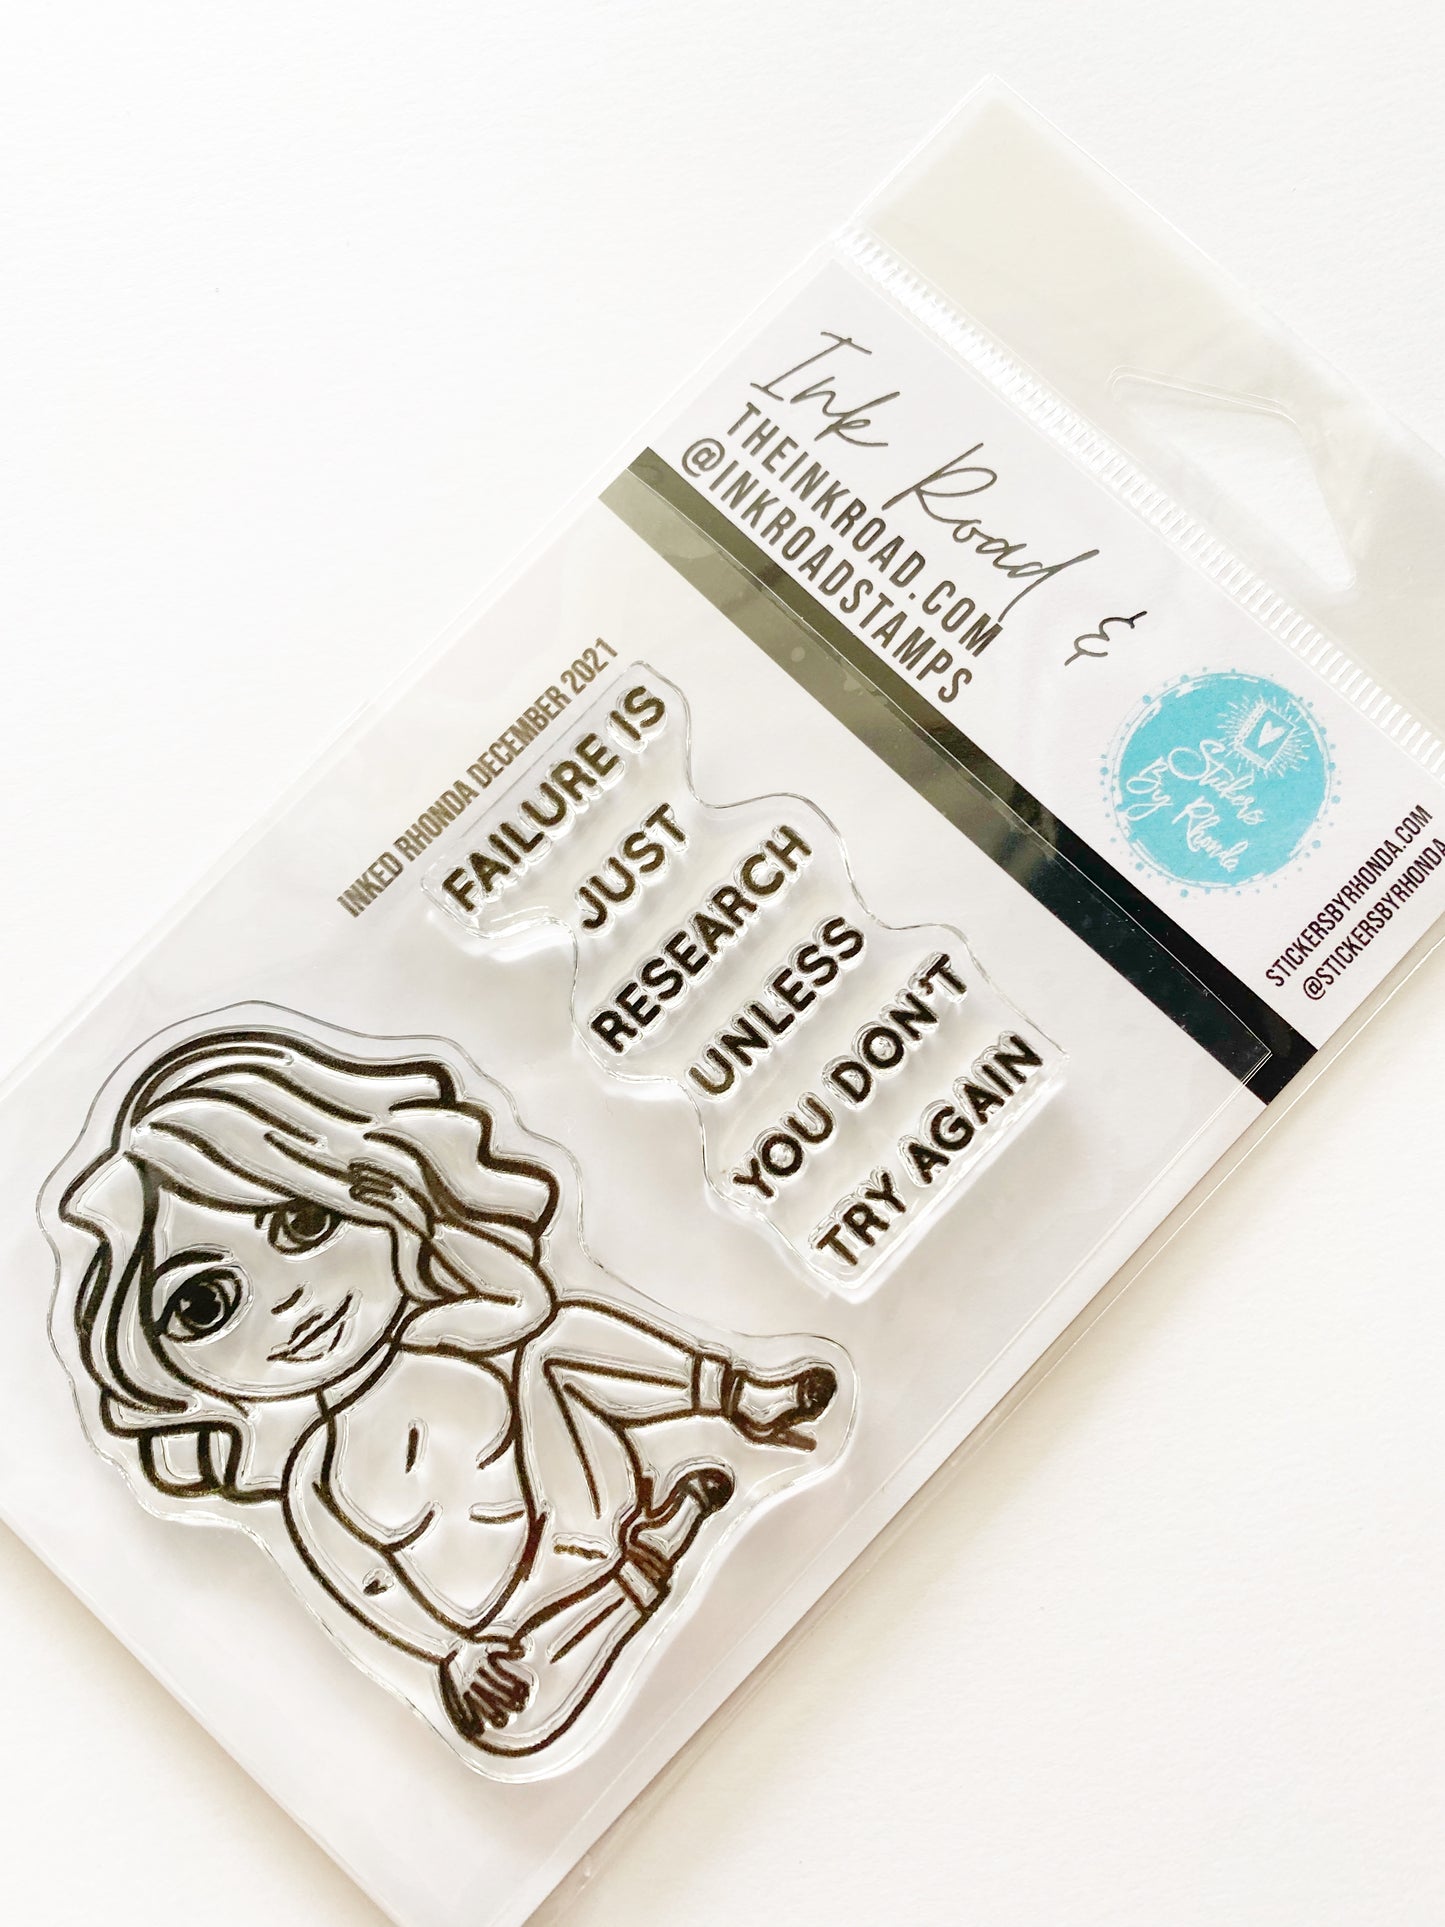 Ink Road &
THEINKROAD.COM
@INKROADSTAMPS
Stickers
By Rhonda
STICKERSBYRHONDA.COM
@STICKERSBYRHONDA
INKED RHONDA DECEMBER 2021
FAILURE IS
JUST
RESEARCH
UNLESS
YOU DON'T
TRY AGAIN